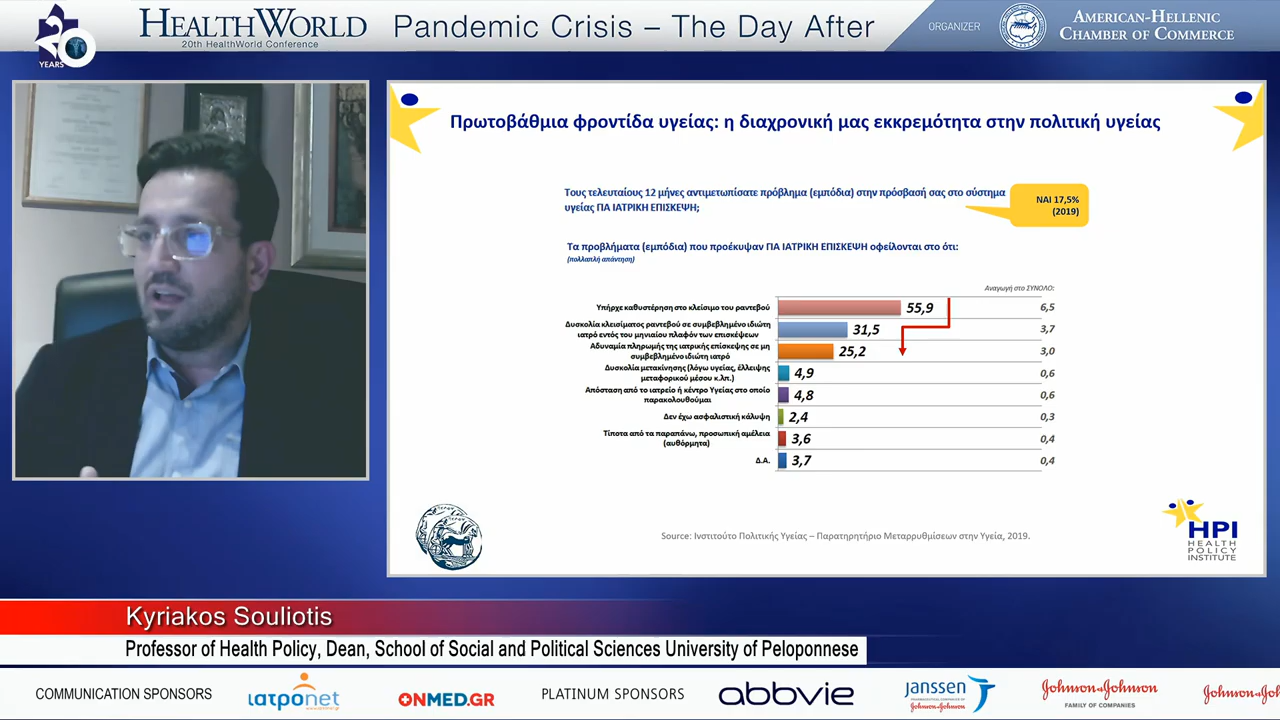 20
YEARS
HEALTHWORLD
20th HealthWorld Conference
Pandemic Crisis – The Day After
ORGANIZER
AMERICAN-HELLENIC
CHAMBER OF COMMERCE
Πρωτοβάθμια φροντίδα υγείας: η διαχρονική μας εκκρεμότητα στην πολιτική υγείας
Τους τελευταίους 12 μήνες αντιμετωπίσατε πρόβλημα (εμπόδια) στην πρόσβασή σας στο σύστημα
υγείας ΓΙΑ ΙΑΤΡΙΚΗ ΕΠΙΣΚΕΨΗ;
ΝΑΙ 17,5%
(2019)
Τα προβλήματα (εμπόδια) που προέκυψαν ΓΙΑ ΙΑΤΡΙΚΗ ΕΠΙΣΚΕΨΗ οφείλονται στο ότι:
(πολλαπλή απάντηση)
Αναγωγή στο ΣΥΝΟΛΟ:
Υπήρχε καθυστέρηση στο κλείσιμο του ραντεβού 55,9 6,5
Δυσκολία κλεισίματος ραντεβού σε συμβεβλημένο ιδιώτη
ιατρό εντός του μηνιαίου πλαφόν των επισκέψεων 31,5 3,7
Αδυναμία πληρωμής της ιατρικής επίσκεψης σε μη
συμβεβλημένο ιδιώτη ιατρό 25,2 3,0
Δυσκολία μετακίνησης (λόγω υγείας, έλλειψης
μεταφορικού μέσου κ.λπ.) 4,9 0,6
Απόσταση από το ιατρείο ή κέντρο Υγείας στο οποίο
παρακολουθούμαι 4,8 0,6
Δεν έχω ασφαλιστική κάλυψη 2,4 0,3
Τίποτα από τα παραπάνω, προσωπική αμέλεια
(αυθόρμητα) 3,6 0,4
Δ.Α. 3,7 0,4
Source: Ινστιτούτο Πολιτικής Υγείας – Παρατηρητήριο Μεταρρυθμίσεων στην Υγεία, 2019.
HPI
HEALTH
POLICY
INSTITUTE
Kyriakos Souliotis
Professor of Health Policy, Dean, School of Social and Political Sciences University of Peloponnese
COMMUNICATION SPONSORS
ιατρονet
ONMED.GR
PLATINUM SPONSORS
abbvie
janssen
Johnson & Johnson
Johnson & Johnson
FAMILY OF COMPANIES
Johnson & Joh